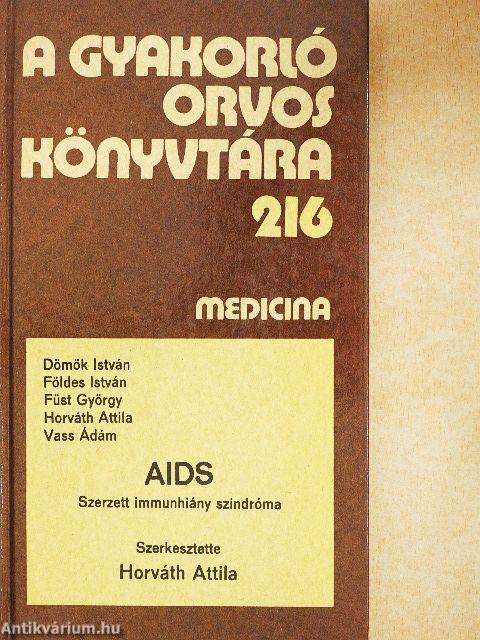 A GYAKORLÓ
ORVOS
KÖNYVTÁRA
216
MEDICINA
Dömök István
Földes István
Füst György
Horváth Attila
Vass Ádám
AIDS
Szerzett immunhiány szindróma
Szerkesztette
Horváth Attila
Antikvárium.hu